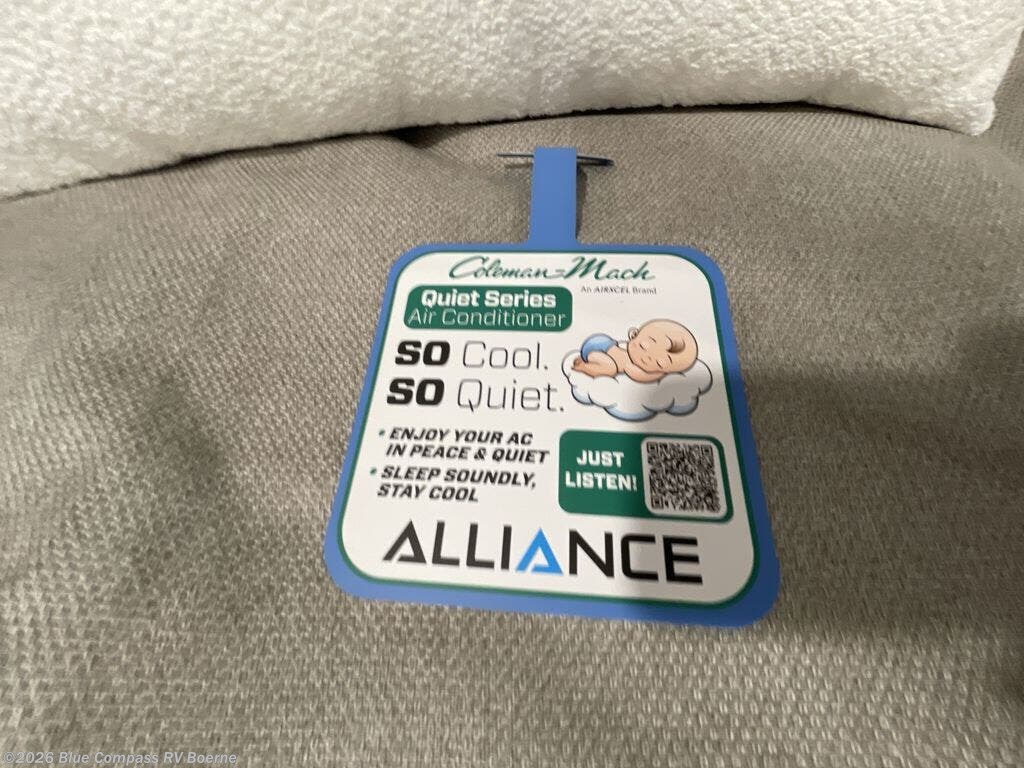 Coleman-Mach
An AIRXCEL Brand
Quiet Series
Air Conditioner
SO Cool.
SO Quiet.
• ENJOY YOUR AC
IN PEACE & QUIET
• SLEEP SOUNDLY,
STAY COOL
JUST
LISTEN!
ALLIANCE
©2026 Blue Compass RV Boerne